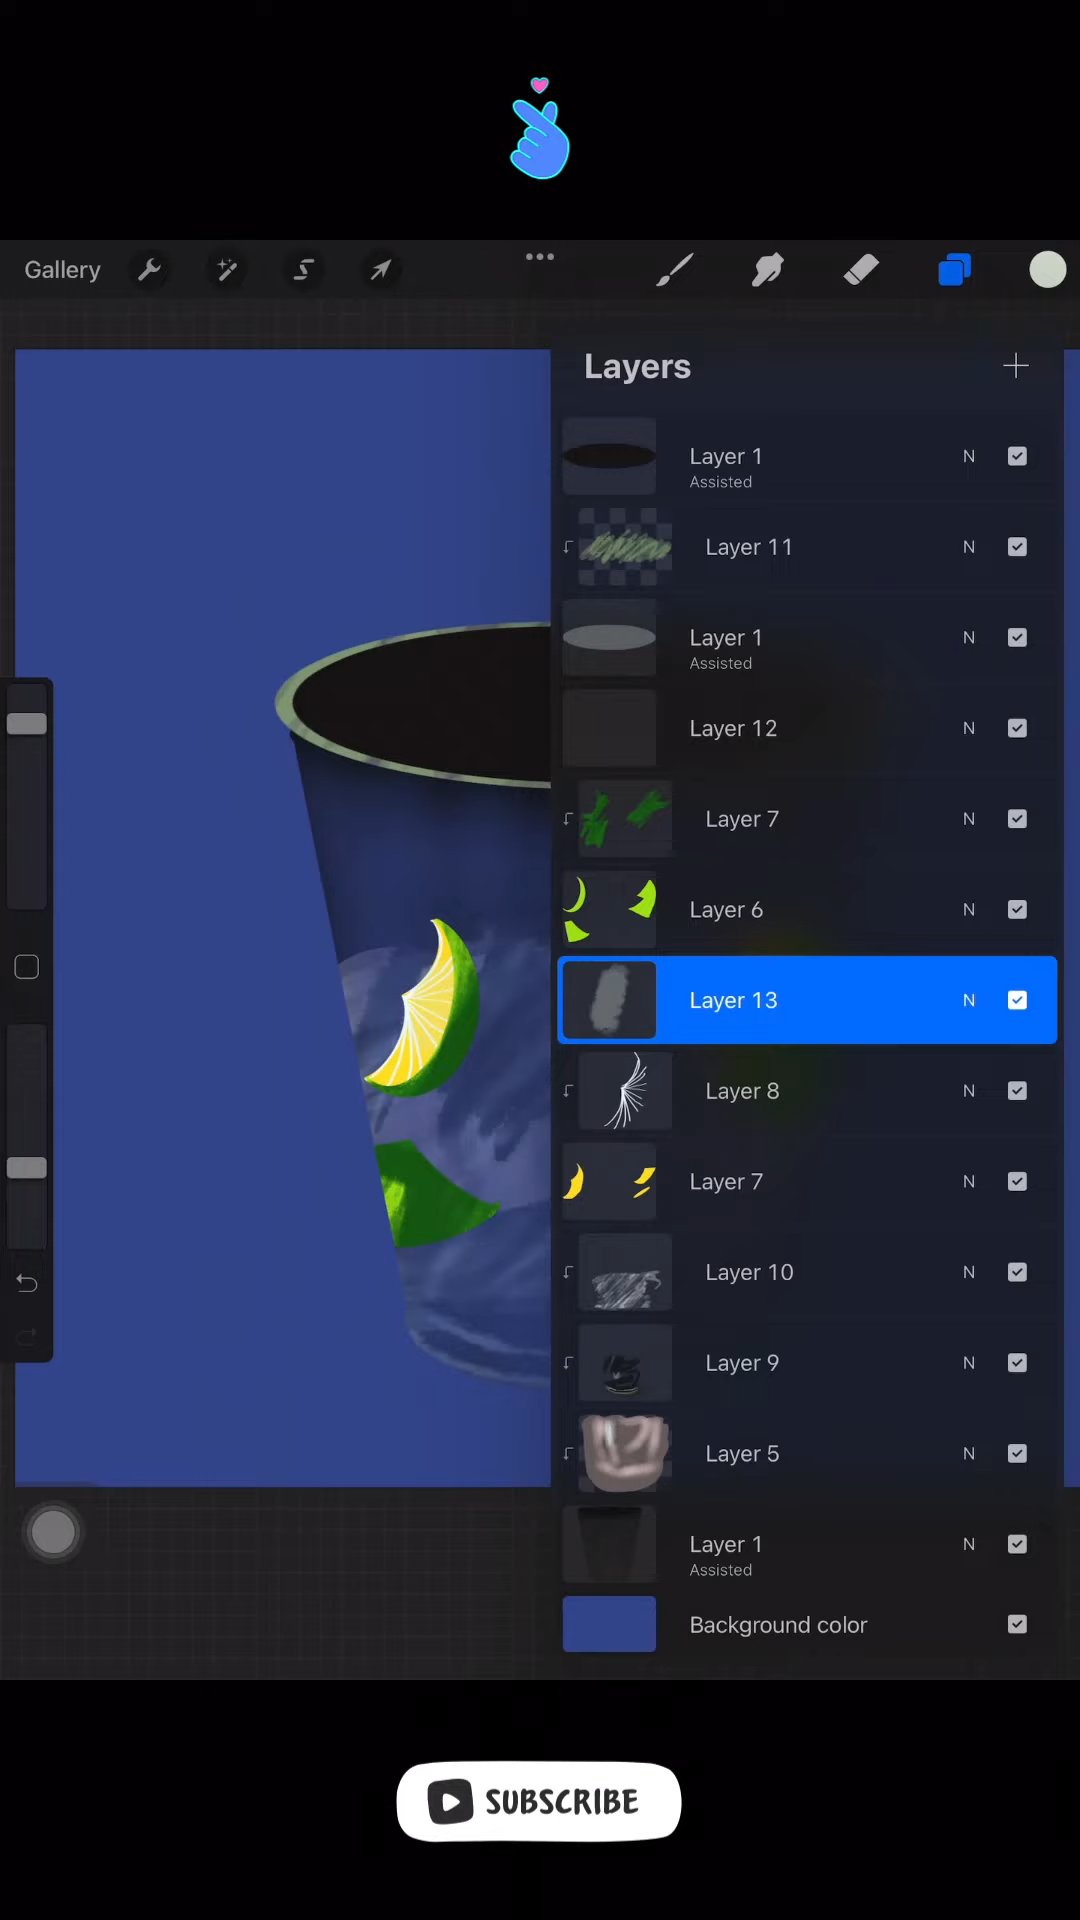 Gallery
Layers
Layer 1 N
Assisted
Layer 11 N
Layer 1 N
Assisted
Layer 12 N
Layer 7 N
Layer 6 N
Layer 13 N
Layer 8 N
Layer 7 N
Layer 10 N
Layer 9 N
Layer 5 N
Layer 1 N
Assisted
Background color
SUBSCRIBE